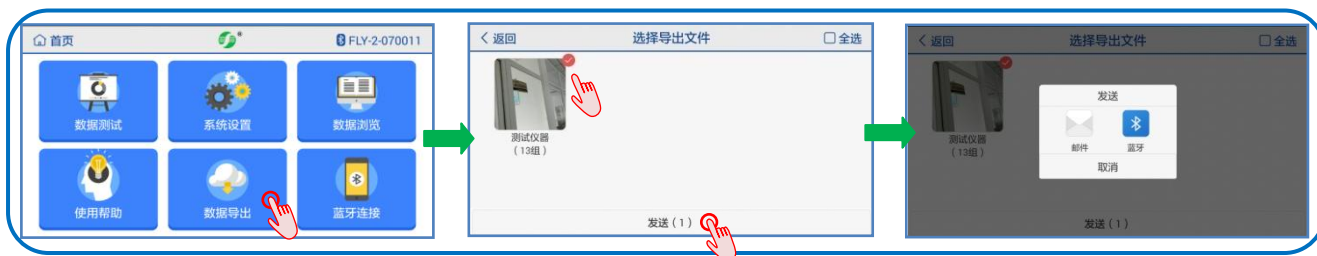 首页
FLY-2-070011
数据测试
系统设置
数据浏览
使用帮助
数据导出
蓝牙连接
返回
选择导出文件
全选
测试仪器
（13组）
发送（1）
返回
选择导出文件
全选
测试仪器
（13组）
发送
邮件
蓝牙
取消
发送（1）